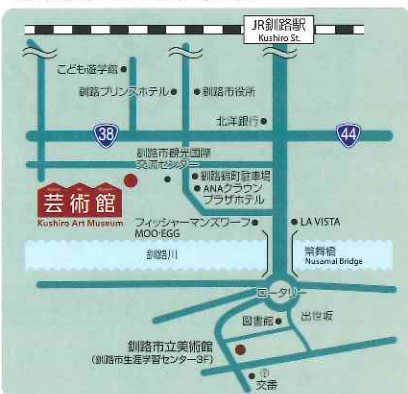 JR釧路駅
Kushiro St.
こども遊学館
釧路プリンスホテル
釧路市役所
北洋銀行
38
44
釧路市観光国際
交流センター
釧路錦町駐車場
ANAクラウン
プラザホテル
芸術館
Kushiro Art Museum
フィッシャーマンズワーフ
MOO・EGG
LA VISTA
釧路川
幣舞橋
Nusamai Bridge
ロータリー
図書館
出世坂
釧路市立美術館
(釧路市生涯学習センター3F)
交番